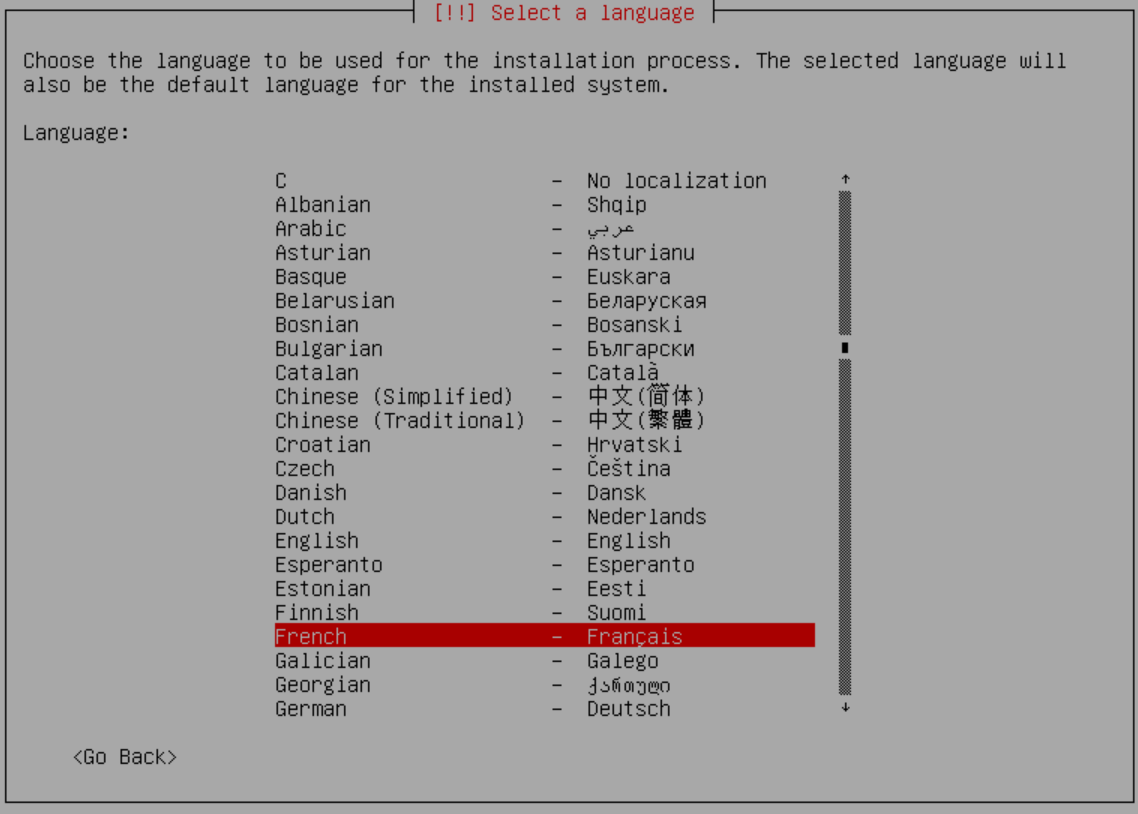 [!!] Select a language
Choose the language to be used for the installation process. The selected language will
also be the default language for the installed system.
Language:
C - No localization ↑
Albanian - Shqip
Arabic - عربي
Asturian - Asturianu
Basque - Euskara
Belarusian - Беларуская
Bosnian - Bosanski
Bulgarian - Български
Catalan - Català
Chinese (Simplified) - 中文(简体)
Chinese (Traditional) - 中文(繁體)
Croatian - Hrvatski
Czech - Čeština
Danish - Dansk
Dutch - Nederlands
English - English
Esperanto - Esperanto
Estonian - Eesti
Finnish - Suomi
French - Français
Galician - Galego
Georgian - ქართული
German - Deutsch ↓
<Go Back>